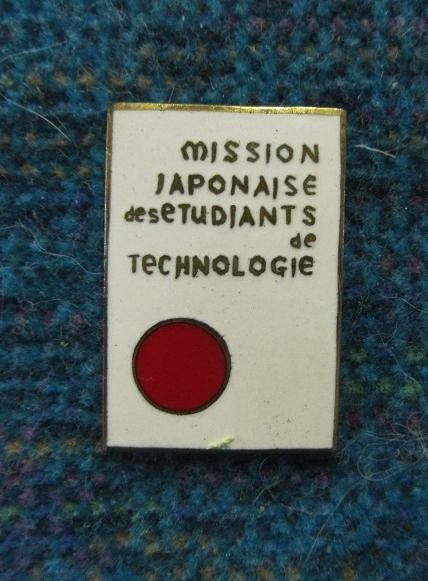 MISSION
JAPONAISE
desETUDIANTS
de
TECHNOLOGIE